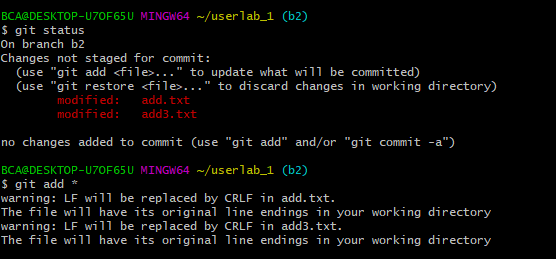 BCA@DESKTOP-U7OF65U MINGW64 ~/userlab_1 (b2)
$ git status
On branch b2
Changes not staged for commit:
  (use "git add <file>..." to update what will be committed)
  (use "git restore <file>..." to discard changes in working directory)
        modified:   add.txt
        modified:   add3.txt

no changes added to commit (use "git add" and/or "git commit -a")

BCA@DESKTOP-U7OF65U MINGW64 ~/userlab_1 (b2)
$ git add *
warning: LF will be replaced by CRLF in add.txt.
The file will have its original line endings in your working directory
warning: LF will be replaced by CRLF in add3.txt.
The file will have its original line endings in your working directory